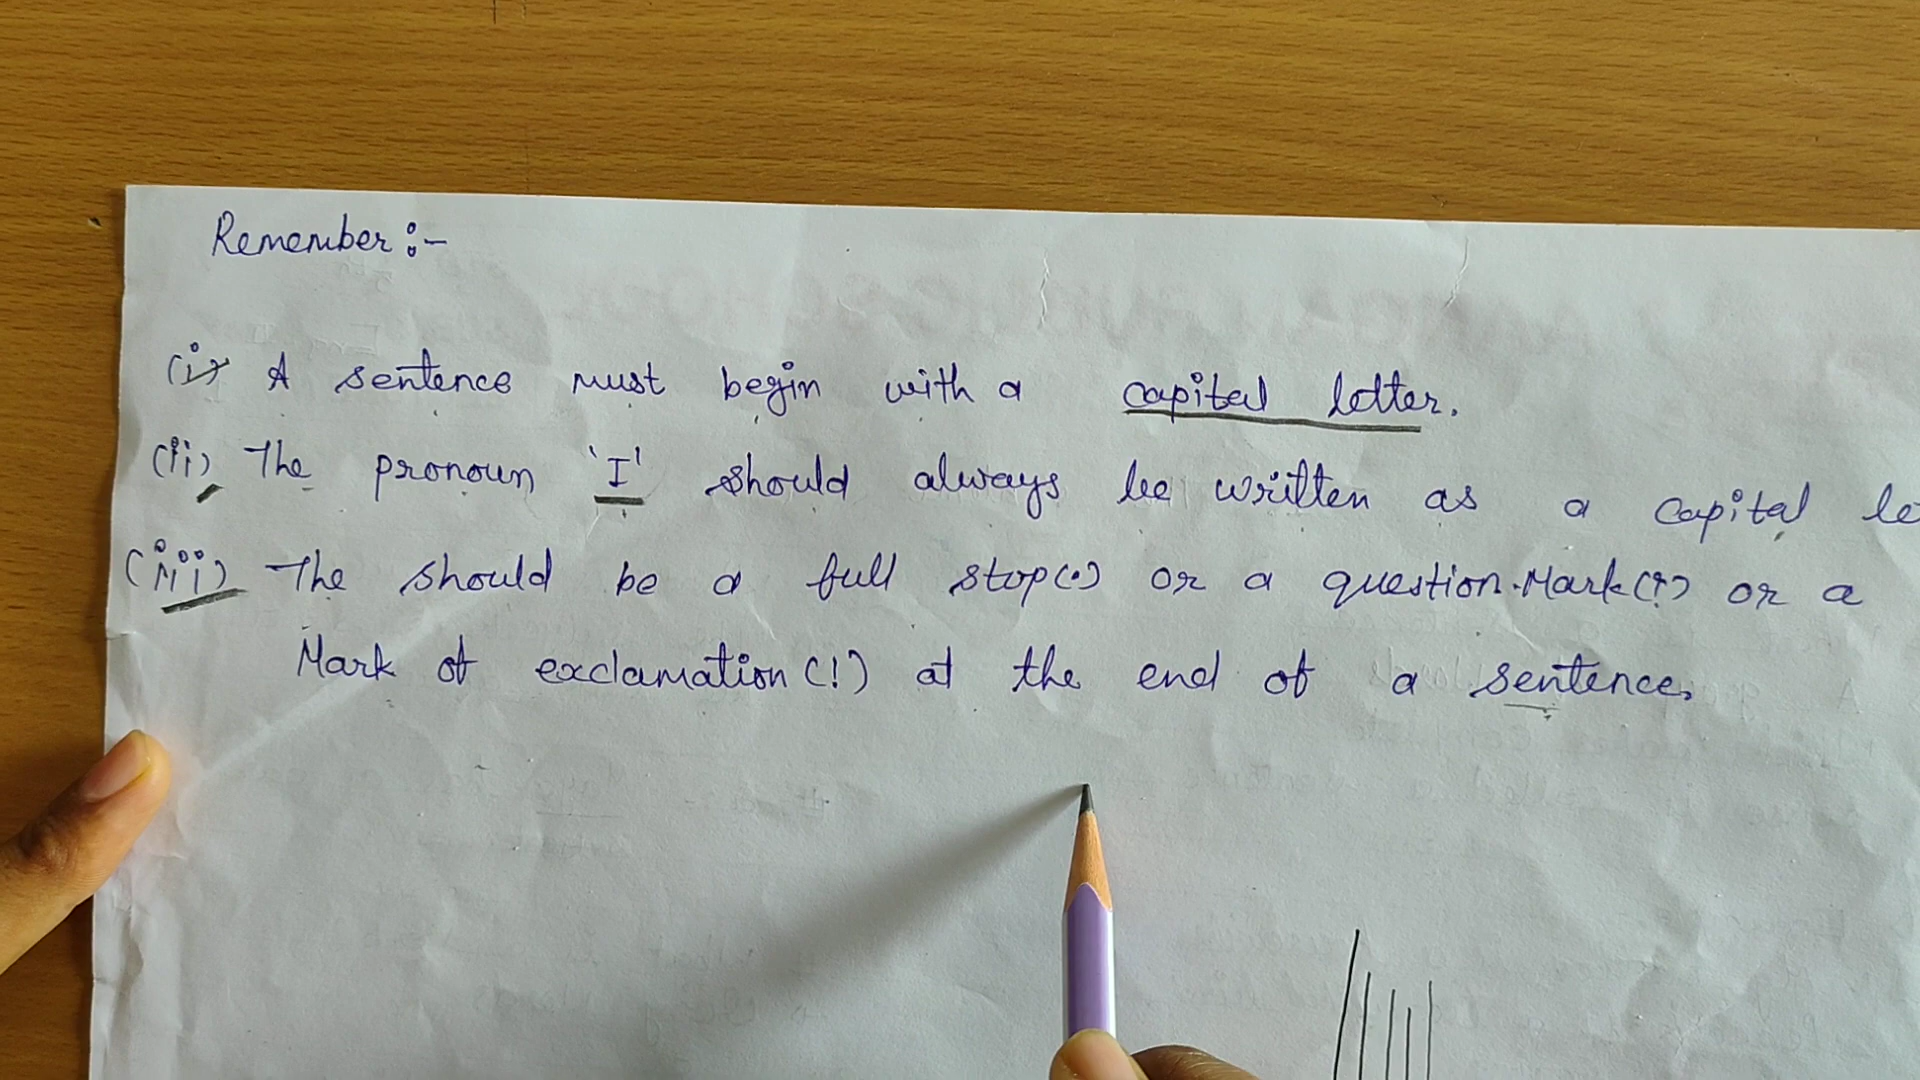 Remember :-
(i) A sentence must begin with a capital letter.
(ii) The pronoun 'I' should always be written as a capital le
(iii) The should be a full stop(.) or a question Mark(?) or a
Mark of exclamation (!) at the end of a sentence.